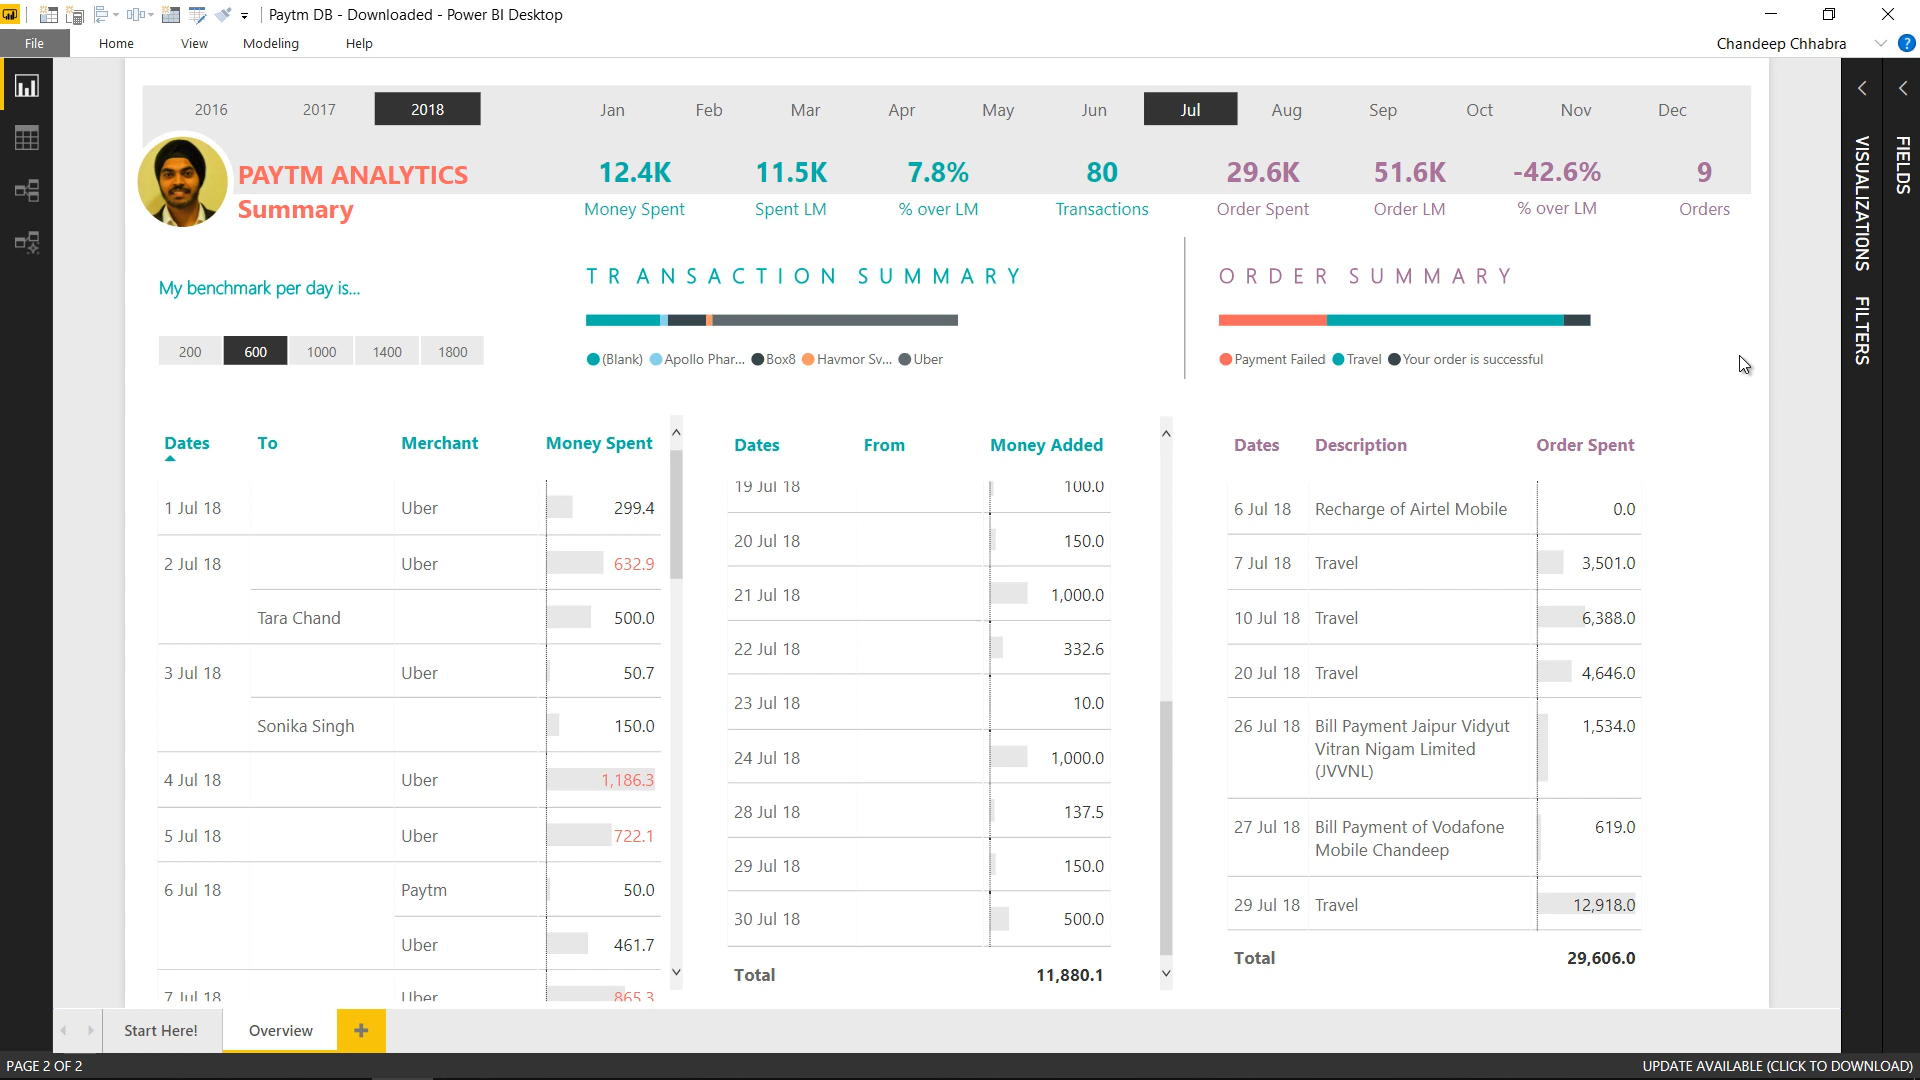 Paytm DB - Downloaded - Power BI Desktop
File Home View Modeling Help
Chandeep Chhabra ?
2016 2017 2018 Jan Feb Mar Apr May Jun Jul Aug Sep Oct Nov Dec
PAYTM ANALYTICS
Summary
12.4K 11.5K 7.8% 80 29.6K 51.6K -42.6% 9
Money Spent Spent LM % over LM Transactions Order Spent Order LM % over LM Orders
My benchmark per day is...
200 600 1000 1400 1800
TRANSACTION SUMMARY
(Blank) Apollo Phar... Box8 Havmor Sv... Uber
ORDER SUMMARY
Payment Failed Travel Your order is successful
Dates To Merchant Money Spent
1 Jul 18 Uber 299.4
2 Jul 18 Uber 632.9
Tara Chand 500.0
3 Jul 18 Uber 50.7
Sonika Singh 150.0
4 Jul 18 Uber 1,186.3
5 Jul 18 Uber 722.1
6 Jul 18 Paytm 50.0
Uber 461.7
7 Jul 18 Uber 865.3
Dates From Money Added
19 Jul 18 100.0
20 Jul 18 150.0
21 Jul 18 1,000.0
22 Jul 18 332.6
23 Jul 18 10.0
24 Jul 18 1,000.0
28 Jul 18 137.5
29 Jul 18 150.0
30 Jul 18 500.0
Total 11,880.1
Dates Description Order Spent
6 Jul 18 Recharge of Airtel Mobile 0.0
7 Jul 18 Travel 3,501.0
10 Jul 18 Travel 6,388.0
20 Jul 18 Travel 4,646.0
26 Jul 18 Bill Payment Jaipur Vidyut 1,534.0
Vitran Nigam Limited
(JVVNL)
27 Jul 18 Bill Payment of Vodafone 619.0
Mobile Chandeep
29 Jul 18 Travel 12,918.0
Total 29,606.0
VISUALIZATIONS
FILTERS
FIELDS
Start Here! Overview
PAGE 2 OF 2
UPDATE AVAILABLE (CLICK TO DOWNLOAD)